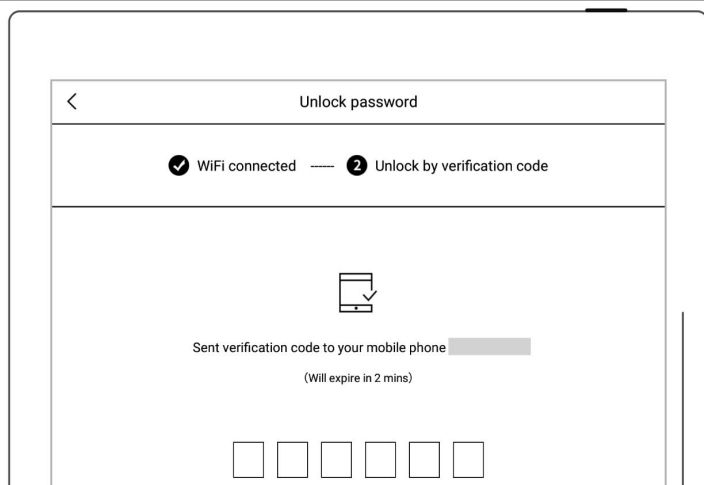 Unlock password
WiFi connected ------ 2 Unlock by verification code
Sent verification code to your mobile phone
(Will expire in 2 mins)